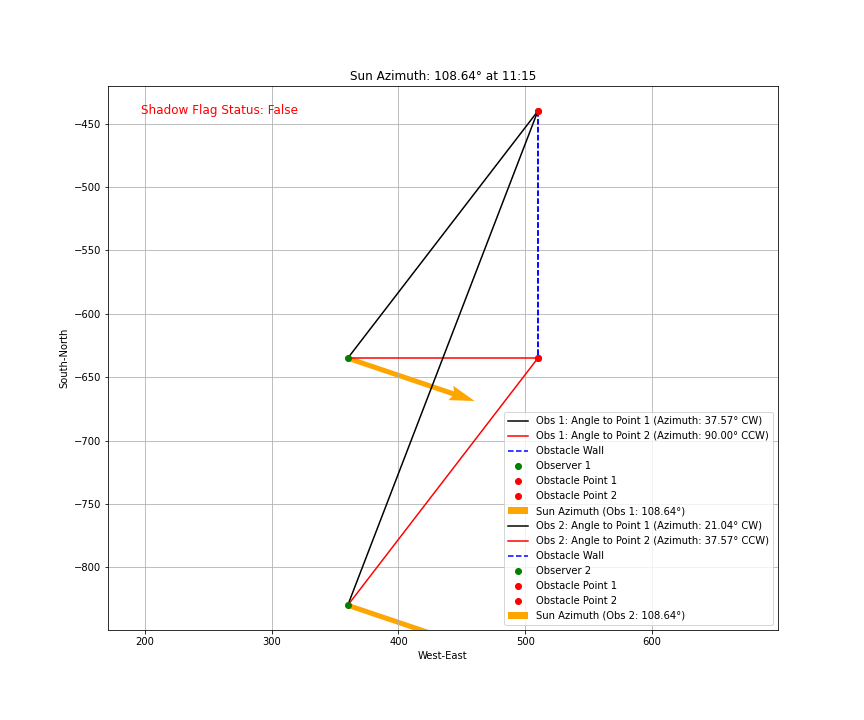 Sun Azimuth: 108.64° at 11:15
Shadow Flag Status: False
−450
−500
−550
−600
−650
−700
−750
−800
South-North
Obs 1: Angle to Point 1 (Azimuth: 37.57° CW)
Obs 1: Angle to Point 2 (Azimuth: 90.00° CCW)
Obstacle Wall
Observer 1
Obstacle Point 1
Obstacle Point 2
Sun Azimuth (Obs 1: 108.64°)
Obs 2: Angle to Point 1 (Azimuth: 21.04° CW)
Obs 2: Angle to Point 2 (Azimuth: 37.57° CCW)
Obstacle Wall
Observer 2
Obstacle Point 1
Obstacle Point 2
Sun Azimuth (Obs 2: 108.64°)
200 300 400 500 600
West-East